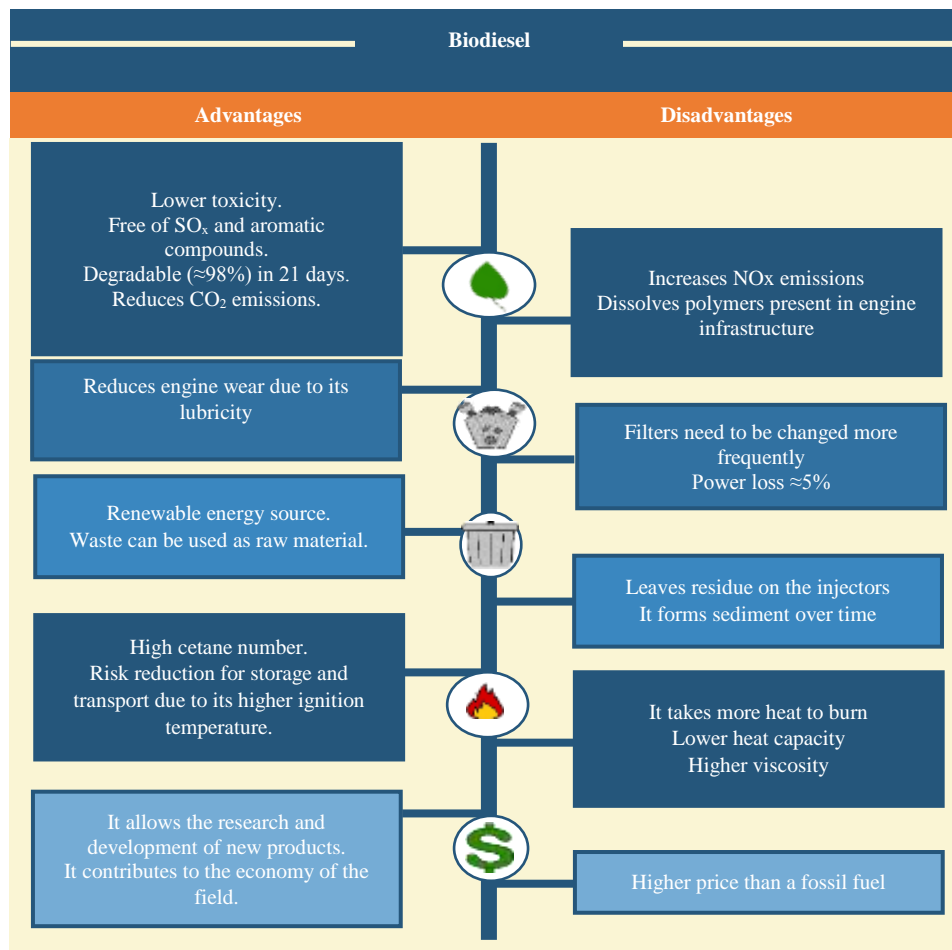 Biodiesel
Advantages
Disadvantages
Lower toxicity.
Free of SOₓ and aromatic
compounds.
Degradable (≈98%) in 21 days.
Reduces CO₂ emissions.
Increases NOx emissions
Dissolves polymers present in engine
infrastructure
Reduces engine wear due to its
lubricity
Filters need to be changed more
frequently
Power loss ≈5%
Renewable energy source.
Waste can be used as raw material.
Leaves residue on the injectors
It forms sediment over time
High cetane number.
Risk reduction for storage and
transport due to its higher ignition
temperature.
It takes more heat to burn
Lower heat capacity
Higher viscosity
It allows the research and
development of new products.
It contributes to the economy of the
field.
$
Higher price than a fossil fuel